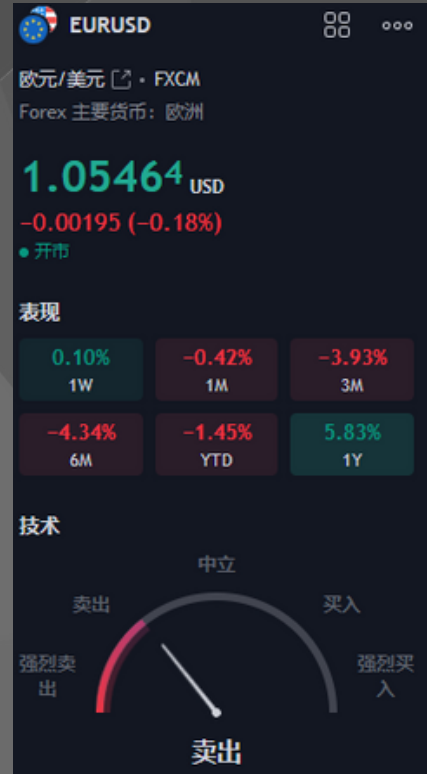 EURUSD
欧元/美元 · FXCM
Forex 主要货币：欧洲
1.05464 USD
−0.00195 (−0.18%)
开市
表现
0.10% −0.42% −3.93%
1W 1M 3M
−4.34% −1.45% 5.83%
6M YTD 1Y
技术
中立
卖出 买入
强烈卖 强烈买
出 入
卖出